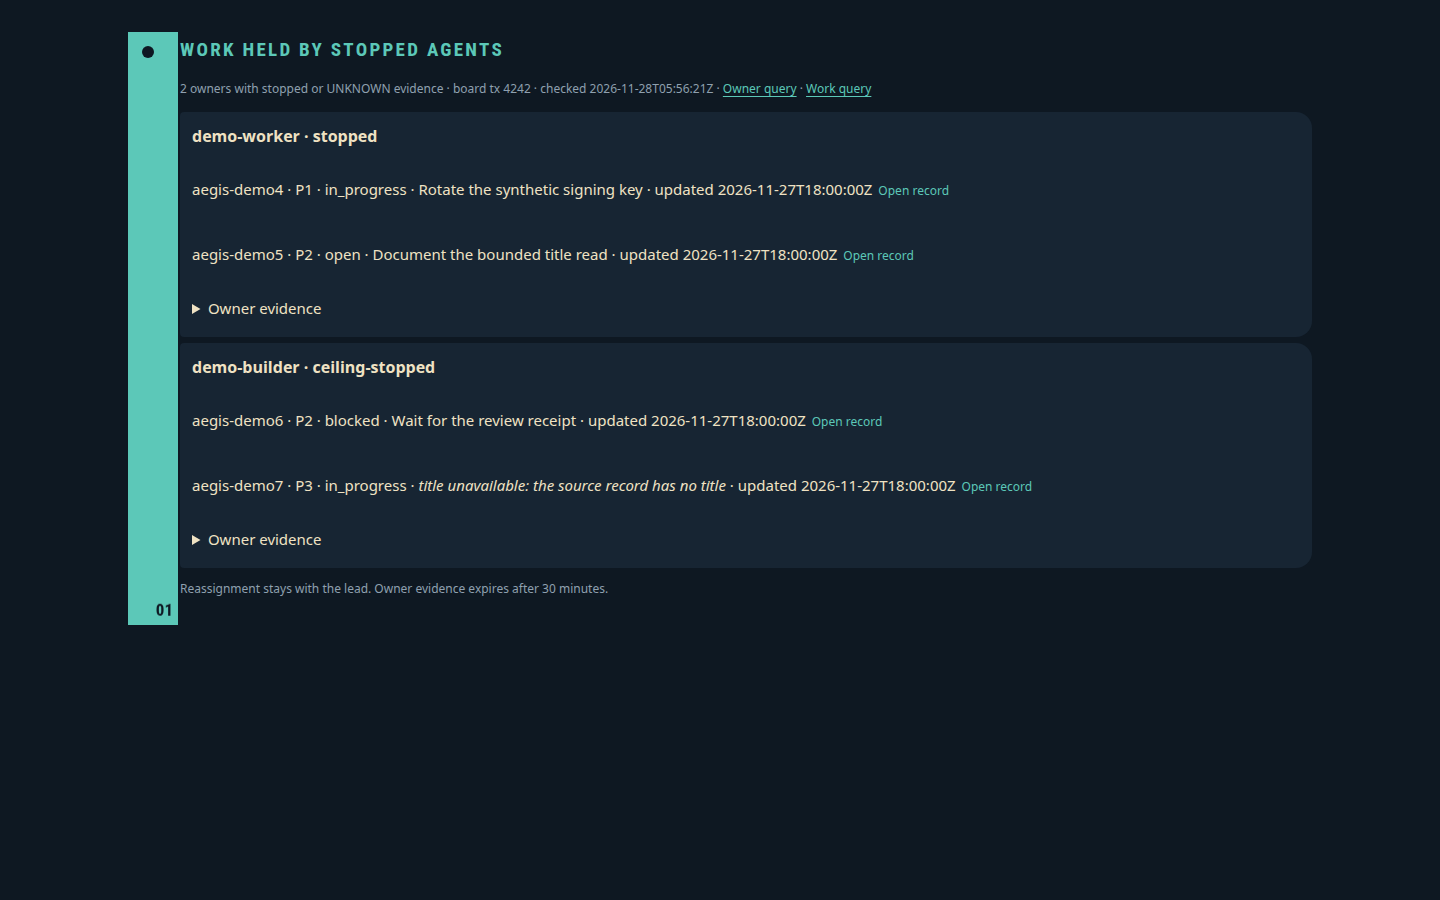 WORK HELD BY STOPPED AGENTS
2 owners with stopped or UNKNOWN evidence · board tx 4242 · checked 2026-11-28T05:56:21Z · Owner query · Work query
demo-worker · stopped
aegis-demo4 · P1 · in_progress · Rotate the synthetic signing key · updated 2026-11-27T18:00:00Z Open record
aegis-demo5 · P2 · open · Document the bounded title read · updated 2026-11-27T18:00:00Z Open record
▶ Owner evidence
demo-builder · ceiling-stopped
aegis-demo6 · P2 · blocked · Wait for the review receipt · updated 2026-11-27T18:00:00Z Open record
aegis-demo7 · P3 · in_progress · title unavailable: the source record has no title · updated 2026-11-27T18:00:00Z Open record
▶ Owner evidence
Reassignment stays with the lead. Owner evidence expires after 30 minutes.
01